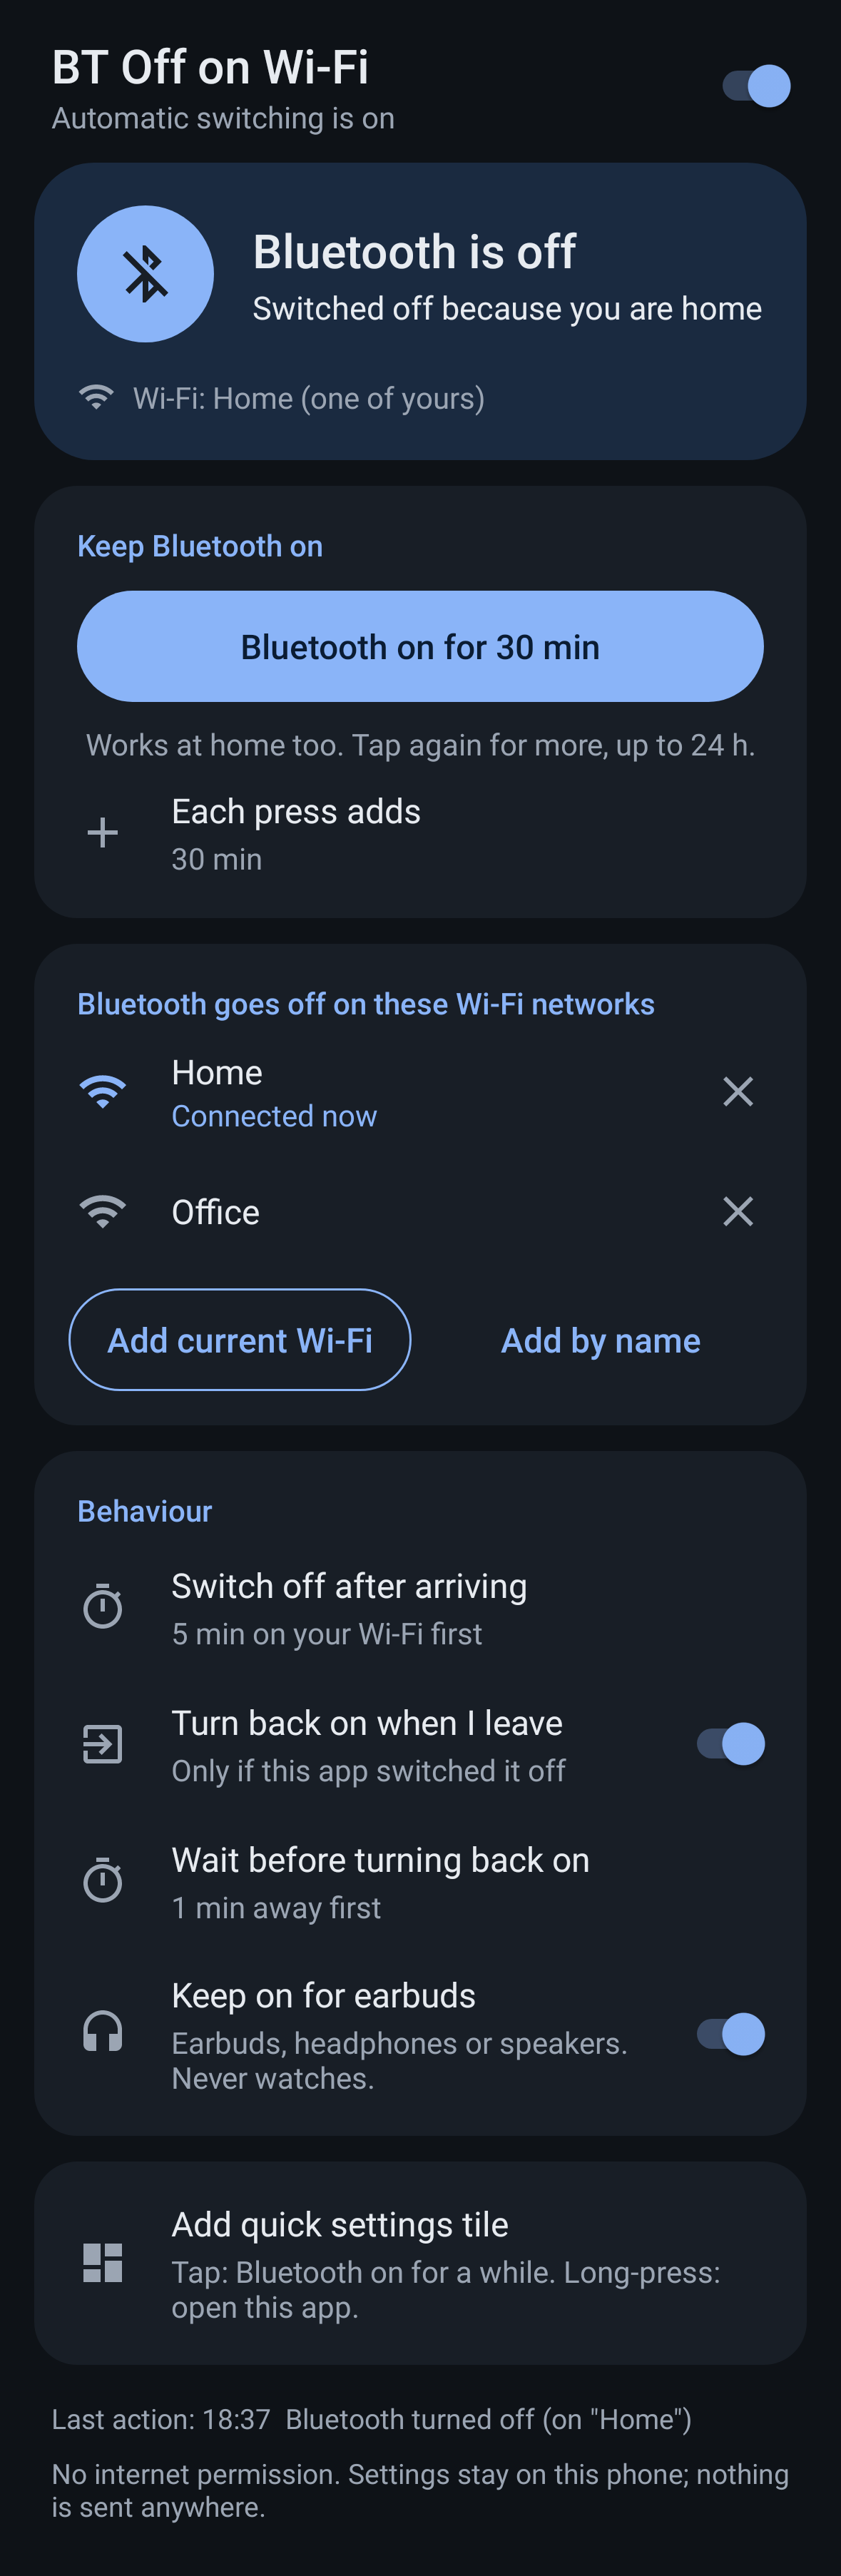 BT Off on Wi-Fi
Automatic switching is on
Bluetooth is off
Switched off because you are home
Wi-Fi: Home (one of yours)
Keep Bluetooth on
Bluetooth on for 30 min
Works at home too. Tap again for more, up to 24 h.
Each press adds
30 min
Bluetooth goes off on these Wi-Fi networks
Home
Connected now
Office
Add current Wi-Fi
Add by name
Behaviour
Switch off after arriving
5 min on your Wi-Fi first
Turn back on when I leave
Only if this app switched it off
Wait before turning back on
1 min away first
Keep on for earbuds
Earbuds, headphones or speakers.
Never watches.
Add quick settings tile
Tap: Bluetooth on for a while. Long-press:
open this app.
Last action: 18:37  Bluetooth turned off (on "Home")
No internet permission. Settings stay on this phone; nothing
is sent anywhere.